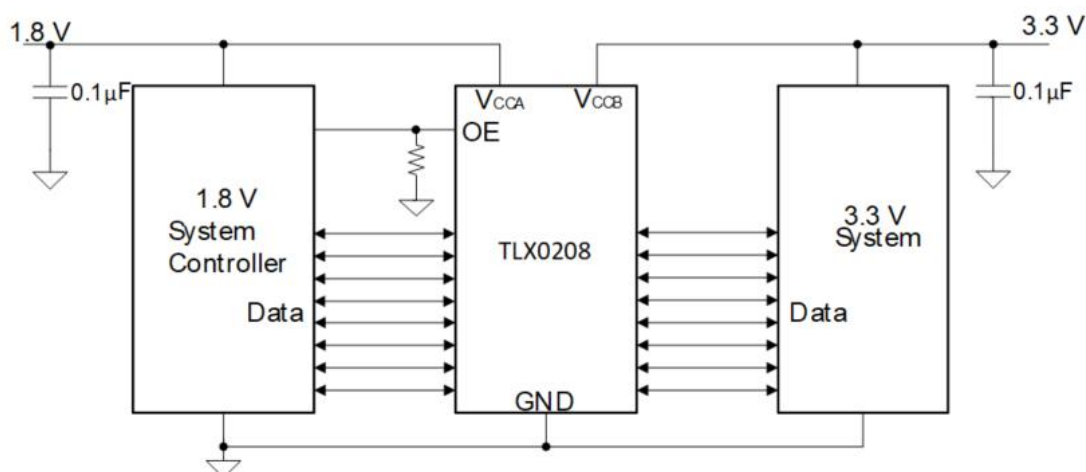 1.8 V
3.3 V
0.1µF
VCCA
VCCB
0.1µF
OE
1.8 V
System
Controller
3.3 V
System
TLX0208
Data
Data
GND